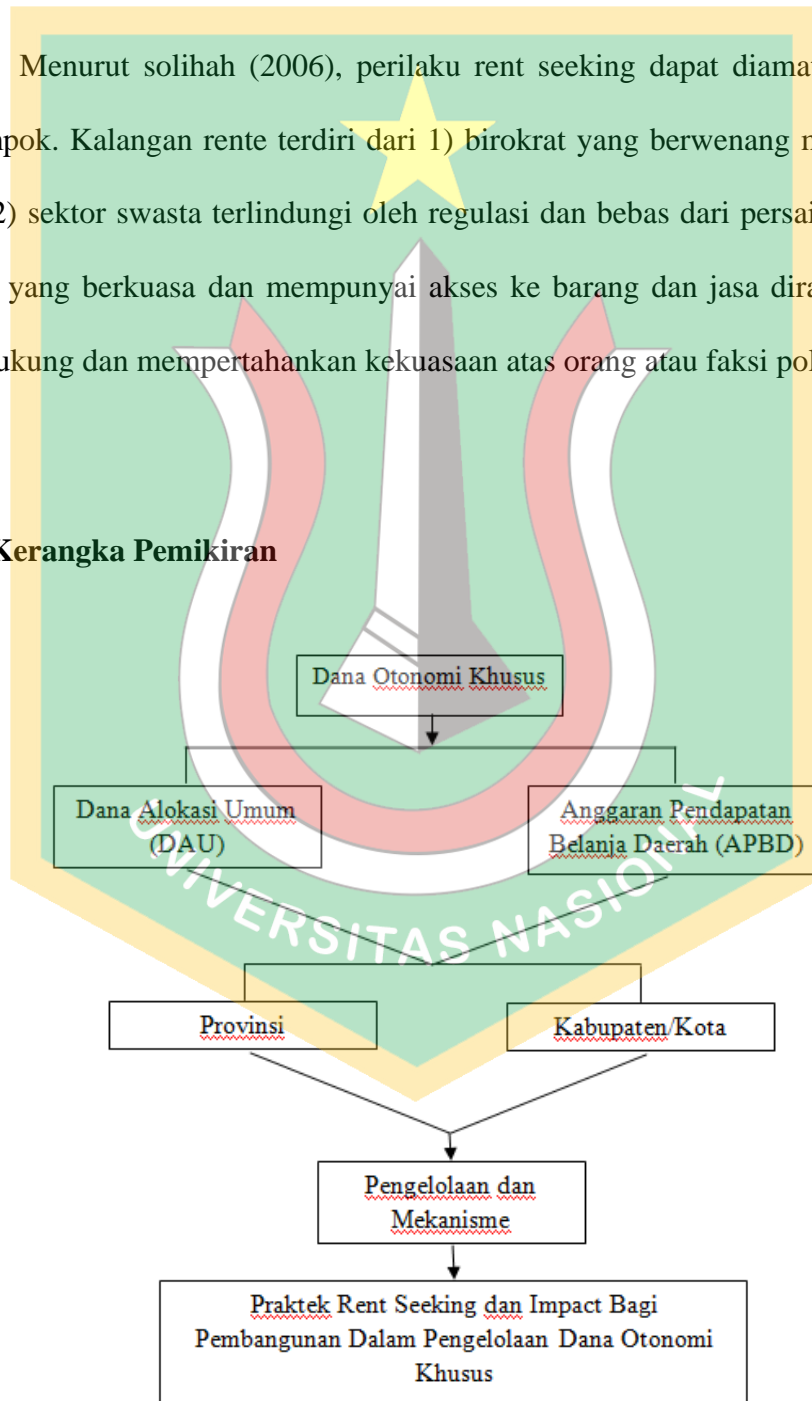 Menurut solihah (2006), perilaku rent seeking dapat diama
pok. Kalangan rente terdiri dari 1) birokrat yang berwenang
2) sektor swasta terlindungi oleh regulasi dan bebas dari persai
yang berkuasa dan mempunyai akses ke barang dan jasa dira
ukung dan mempertahankan kekuasaan atas orang atau faksi pol
Kerangka Pemikiran
Dana Otonomi Khusus
Dana Alokasi Umum
(DAU)
Anggaran Pendapatan
Belanja Daerah (APBD)
UNIVERSITAS NASIONAL
Provinsi
Kabupaten/Kota
Pengelolaan dan
Mekanisme
Praktek Rent Seeking dan Impact Bagi
Pembangunan Dalam Pengelolaan Dana Otonomi
Khusus